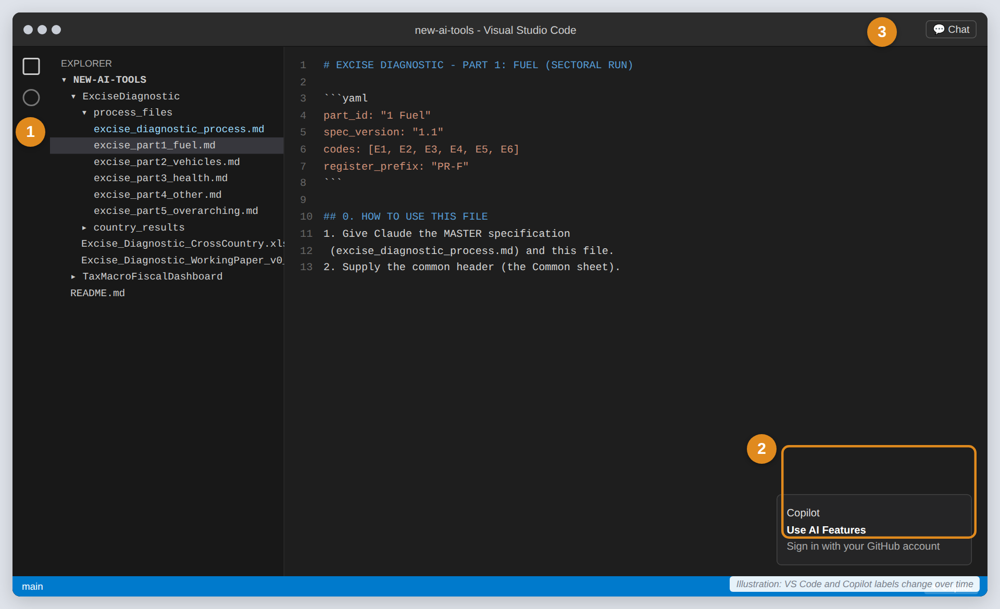 new-ai-tools - Visual Studio Code
3
💬 Chat
EXPLORER
▾ NEW-AI-TOOLS
▾ ExciseDiagnostic
▾ process_files
1
excise_diagnostic_process.md
excise_part1_fuel.md
excise_part2_vehicles.md
excise_part3_health.md
excise_part4_other.md
excise_part5_overarching.md
▸ country_results
Excise_Diagnostic_CrossCountry.xls
Excise_Diagnostic_WorkingPaper_v0_
▸ TaxMacroFiscalDashboard
README.md
1 # EXCISE DIAGNOSTIC - PART 1: FUEL (SECTORAL RUN)
2
3 ```yaml
4 part_id: "1 Fuel"
5 spec_version: "1.1"
6 codes: [E1, E2, E3, E4, E5, E6]
7 register_prefix: "PR-F"
8 ```
9
10 ## 0. HOW TO USE THIS FILE
11 1. Give Claude the MASTER specification
12 (excise_diagnostic_process.md) and this file.
13 2. Supply the common header (the Common sheet).
2
Copilot
Use AI Features
Sign in with your GitHub account
main
Illustration: VS Code and Copilot labels change over time